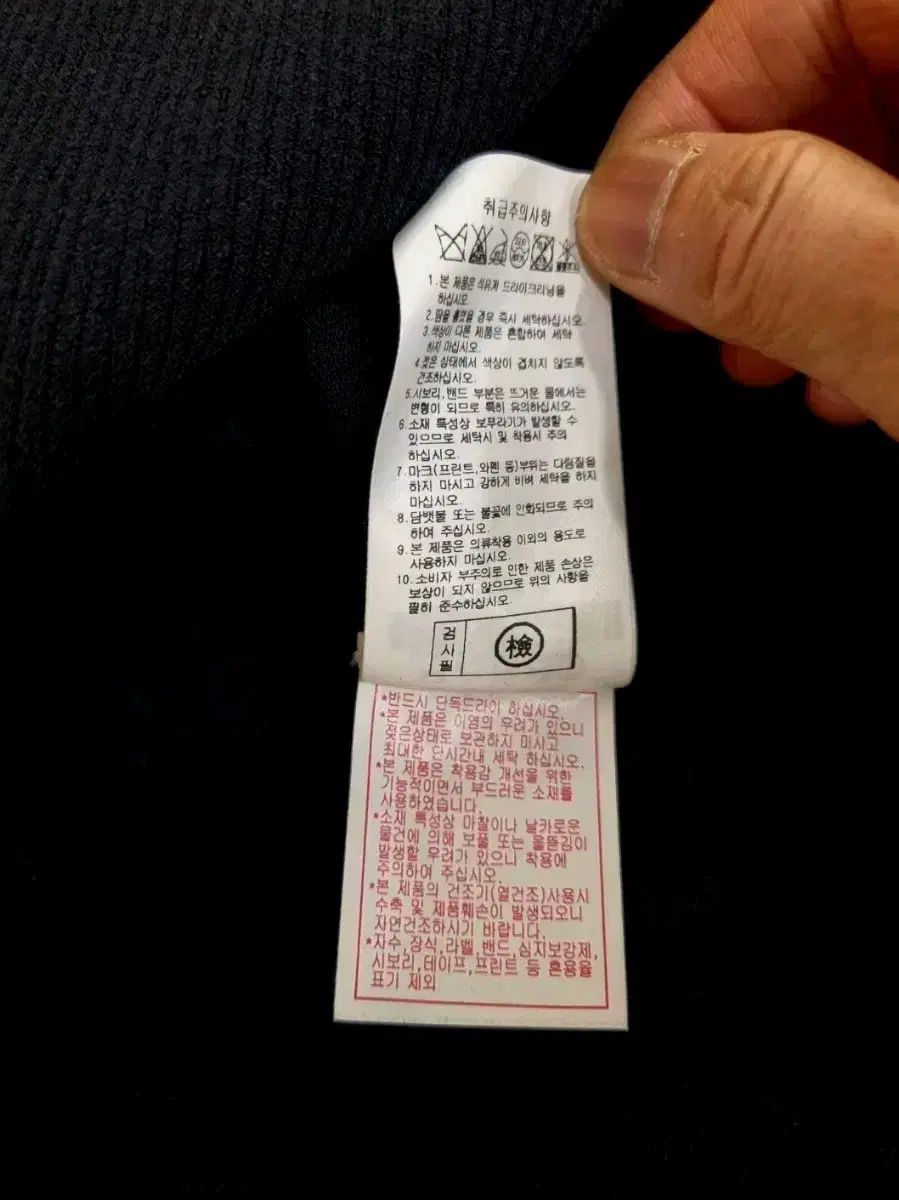 취급주의사항
1.본 제품은 석유계 드라이크리닝을
하십시오
2.땀을 흘렸을 경우 즉시 세탁하십시오.
3.색상이 다른 제품은 혼합하여 세탁
하지 마십시오.
4.젖은 상태에서 색상이 겹치지 않도록
건조하십시오.
5.시보리,밴드 부분은 뜨거운 물에서는
변형이 되므로 특히 유의하십시오.
6.소재 특성상 보푸라기가 발생할 수
있으므로 세탁시 및 착용시 주의
하십시오.
7.마크(프린트,와펜 등)부위는 다림질을
하지 마시고 강하게 비벼 세탁을 하지
마십시오.
8.담뱃불 또는 불꽃에 인화되므로 주의
하여 주십시오.
9.본 제품은 의류착용 이외의 용도로
사용하지 마십시오.
10.소비자 부주의로 인한 제품 손상은
보상이 되지 않으므로 위의 사항을
필히 준수하십시오.
검사필 檢
*반드시 단독드라이 하십시오.
*본 제품은 이염의 우려가 있으니
젖은상태로 보관하지 마시고
최대한 단시간내 세탁 하십시오.
*본 제품은 착용감 개선을 위한
기능적이면서 부드러운 소재를
사용하였습니다.
*소재 특성상 마찰이나 날카로운
물건에 의해 보풀 또는 올뜯김이
발생할 우려가 있으니 착용에
주의하여 주십시오.
*본 제품의 건조기(열건조)사용시
수축 및 제품훼손이 발생되오니
자연건조하시기 바랍니다.
*자수,장식,라벨,밴드,심지보강제,
시보리,테이프,프린트 등 혼용율
표기 제외